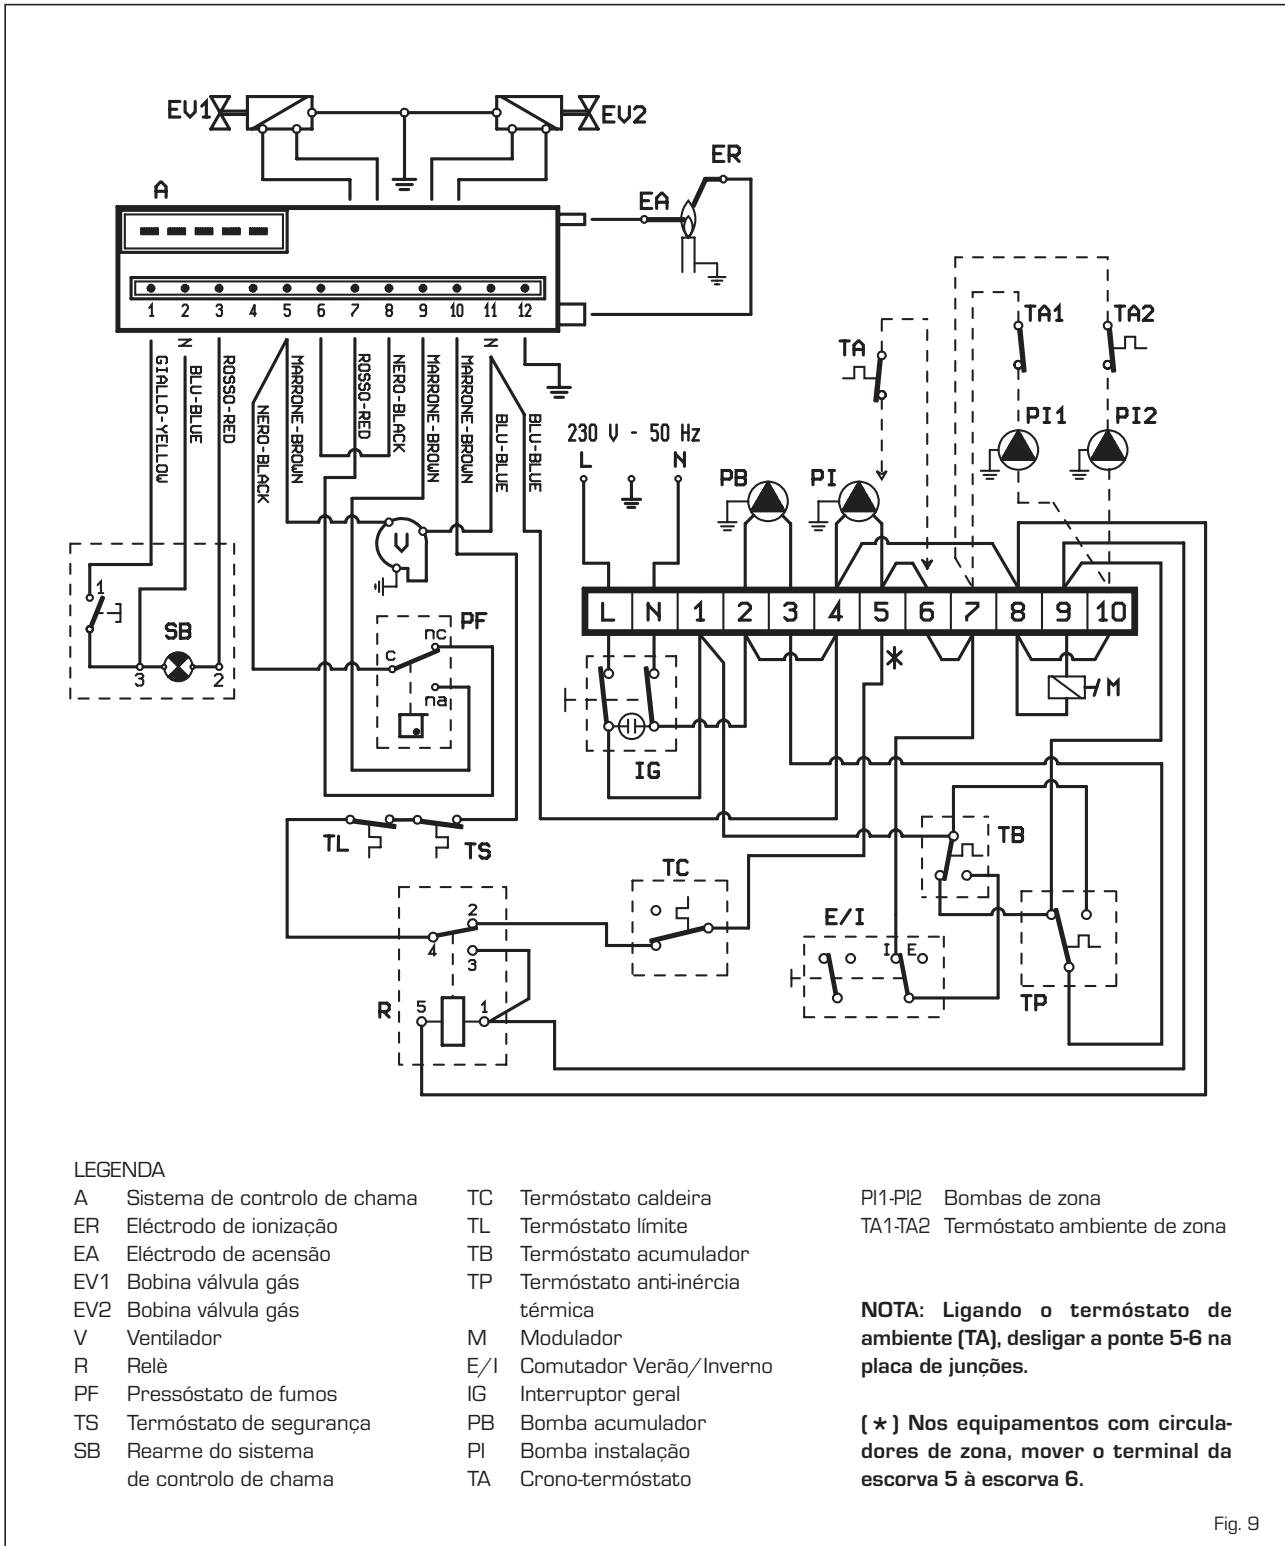 EV1
EV2
A
ER
EA
1 2 3 4 5 6 7 8 9 10 11 12
N
N
GIALLO-YELLOW
BLU-BLUE
ROSSO-RED
NERO-BLACK
MARRONE-BROWN
ROSSO-RED
NERO-BLACK
MARRONE-BROWN
MARRONE-BROWN
BLU-BLUE
BLU-BLUE
TA
TA1
TA2
PI1
PI2
230 V - 50 Hz
L
N
PB
PI
V
L N 1 2 3 4 5 6 7 8 9 10
*
M
1
SB
3
2
PF
nc
c
na
IG
TL
TS
TB
TC
E/I
I
E
TP
2
4
3
R
5
1
LEGENDA
A Sistema de controlo de chama
ER Eléctrodo de ionização
EA Eléctrodo de acensão
EV1 Bobina válvula gás
EV2 Bobina válvula gás
V Ventilador
R Relè
PF Pressóstato de fumos
TS Termóstato de segurança
SB Rearme do sistema
de controlo de chama
TC Termóstato caldeira
TL Termóstato límite
TB Termóstato acumulador
TP Termóstato anti-inércia
térmica
M Modulador
E/I Comutador Verão/Inverno
IG Interruptor geral
PB Bomba acumulador
PI Bomba instalação
TA Crono-termóstato
PI1-PI2 Bombas de zona
TA1-TA2 Termóstato ambiente de zona
NOTA: Ligando o termóstato de
ambiente (TA), desligar a ponte 5-6 na
placa de junções.
(*) Nos equipamentos com circula-
dores de zona, mover o terminal da
escorva 5 à escorva 6.
Fig. 9